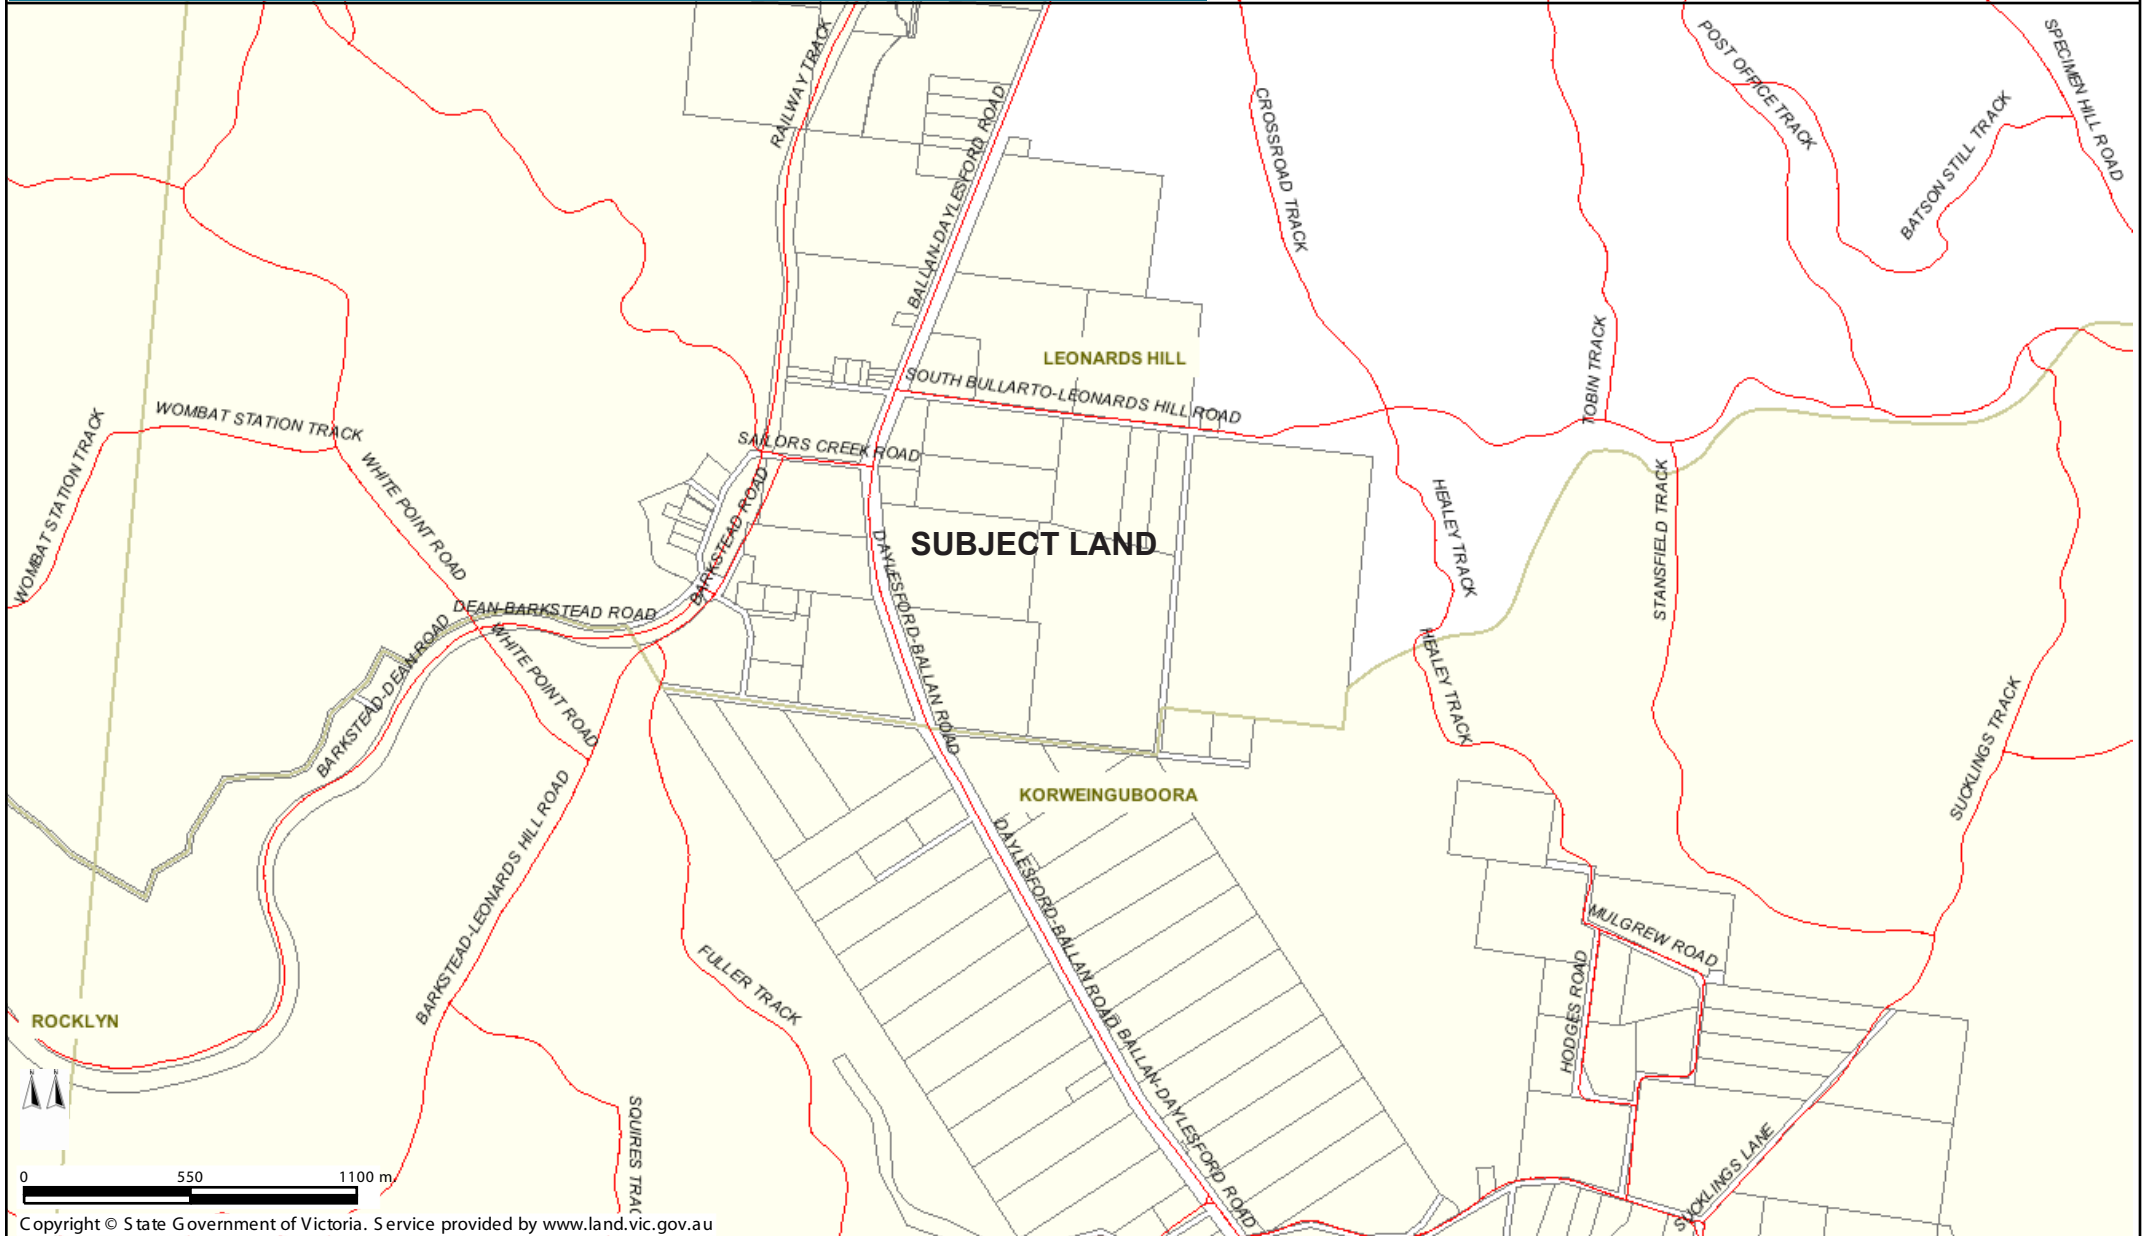 RAILWAY TRACK
BALLAN-DAYLESFORD ROAD
CROSSROAD TRACK
POST OFFICE TRACK
SPECIMEN HILL ROAD
BATSON STILL TRACK
TOBIN TRACK
LEONARDS HILL
SOUTH BULLARTO-LEONARDS HILL ROAD
WOMBAT STATION TRACK
WOMBAT STATION TRACK
SAILORS CREEK ROAD
WHITE POINT ROAD
BARKSTEAD ROAD
HEALEY TRACK
STANSFIELD TRACK
SUBJECT LAND
DAYLESFORD-BALLAN ROAD
DEAN-BARKSTEAD ROAD
WHITE POINT ROAD
BARKSTEAD-DEAN ROAD
HEALEY TRACK
SUCKLINGS TRACK
KORWEINGUBOORA
BARKSTEAD-LEONARDS HILL ROAD
DAYLESFORD-BALLAN ROAD
MULGREW ROAD
FULLER TRACK
HODGES ROAD
ROCKLYN
BALLAN-DAYLESFORD ROAD
N N
SQUIRES TRAC
SUCKLINGS LANE
0 550 1100 m.
Copyright © State Government of Victoria. Service provided by www.land.vic.gov.au